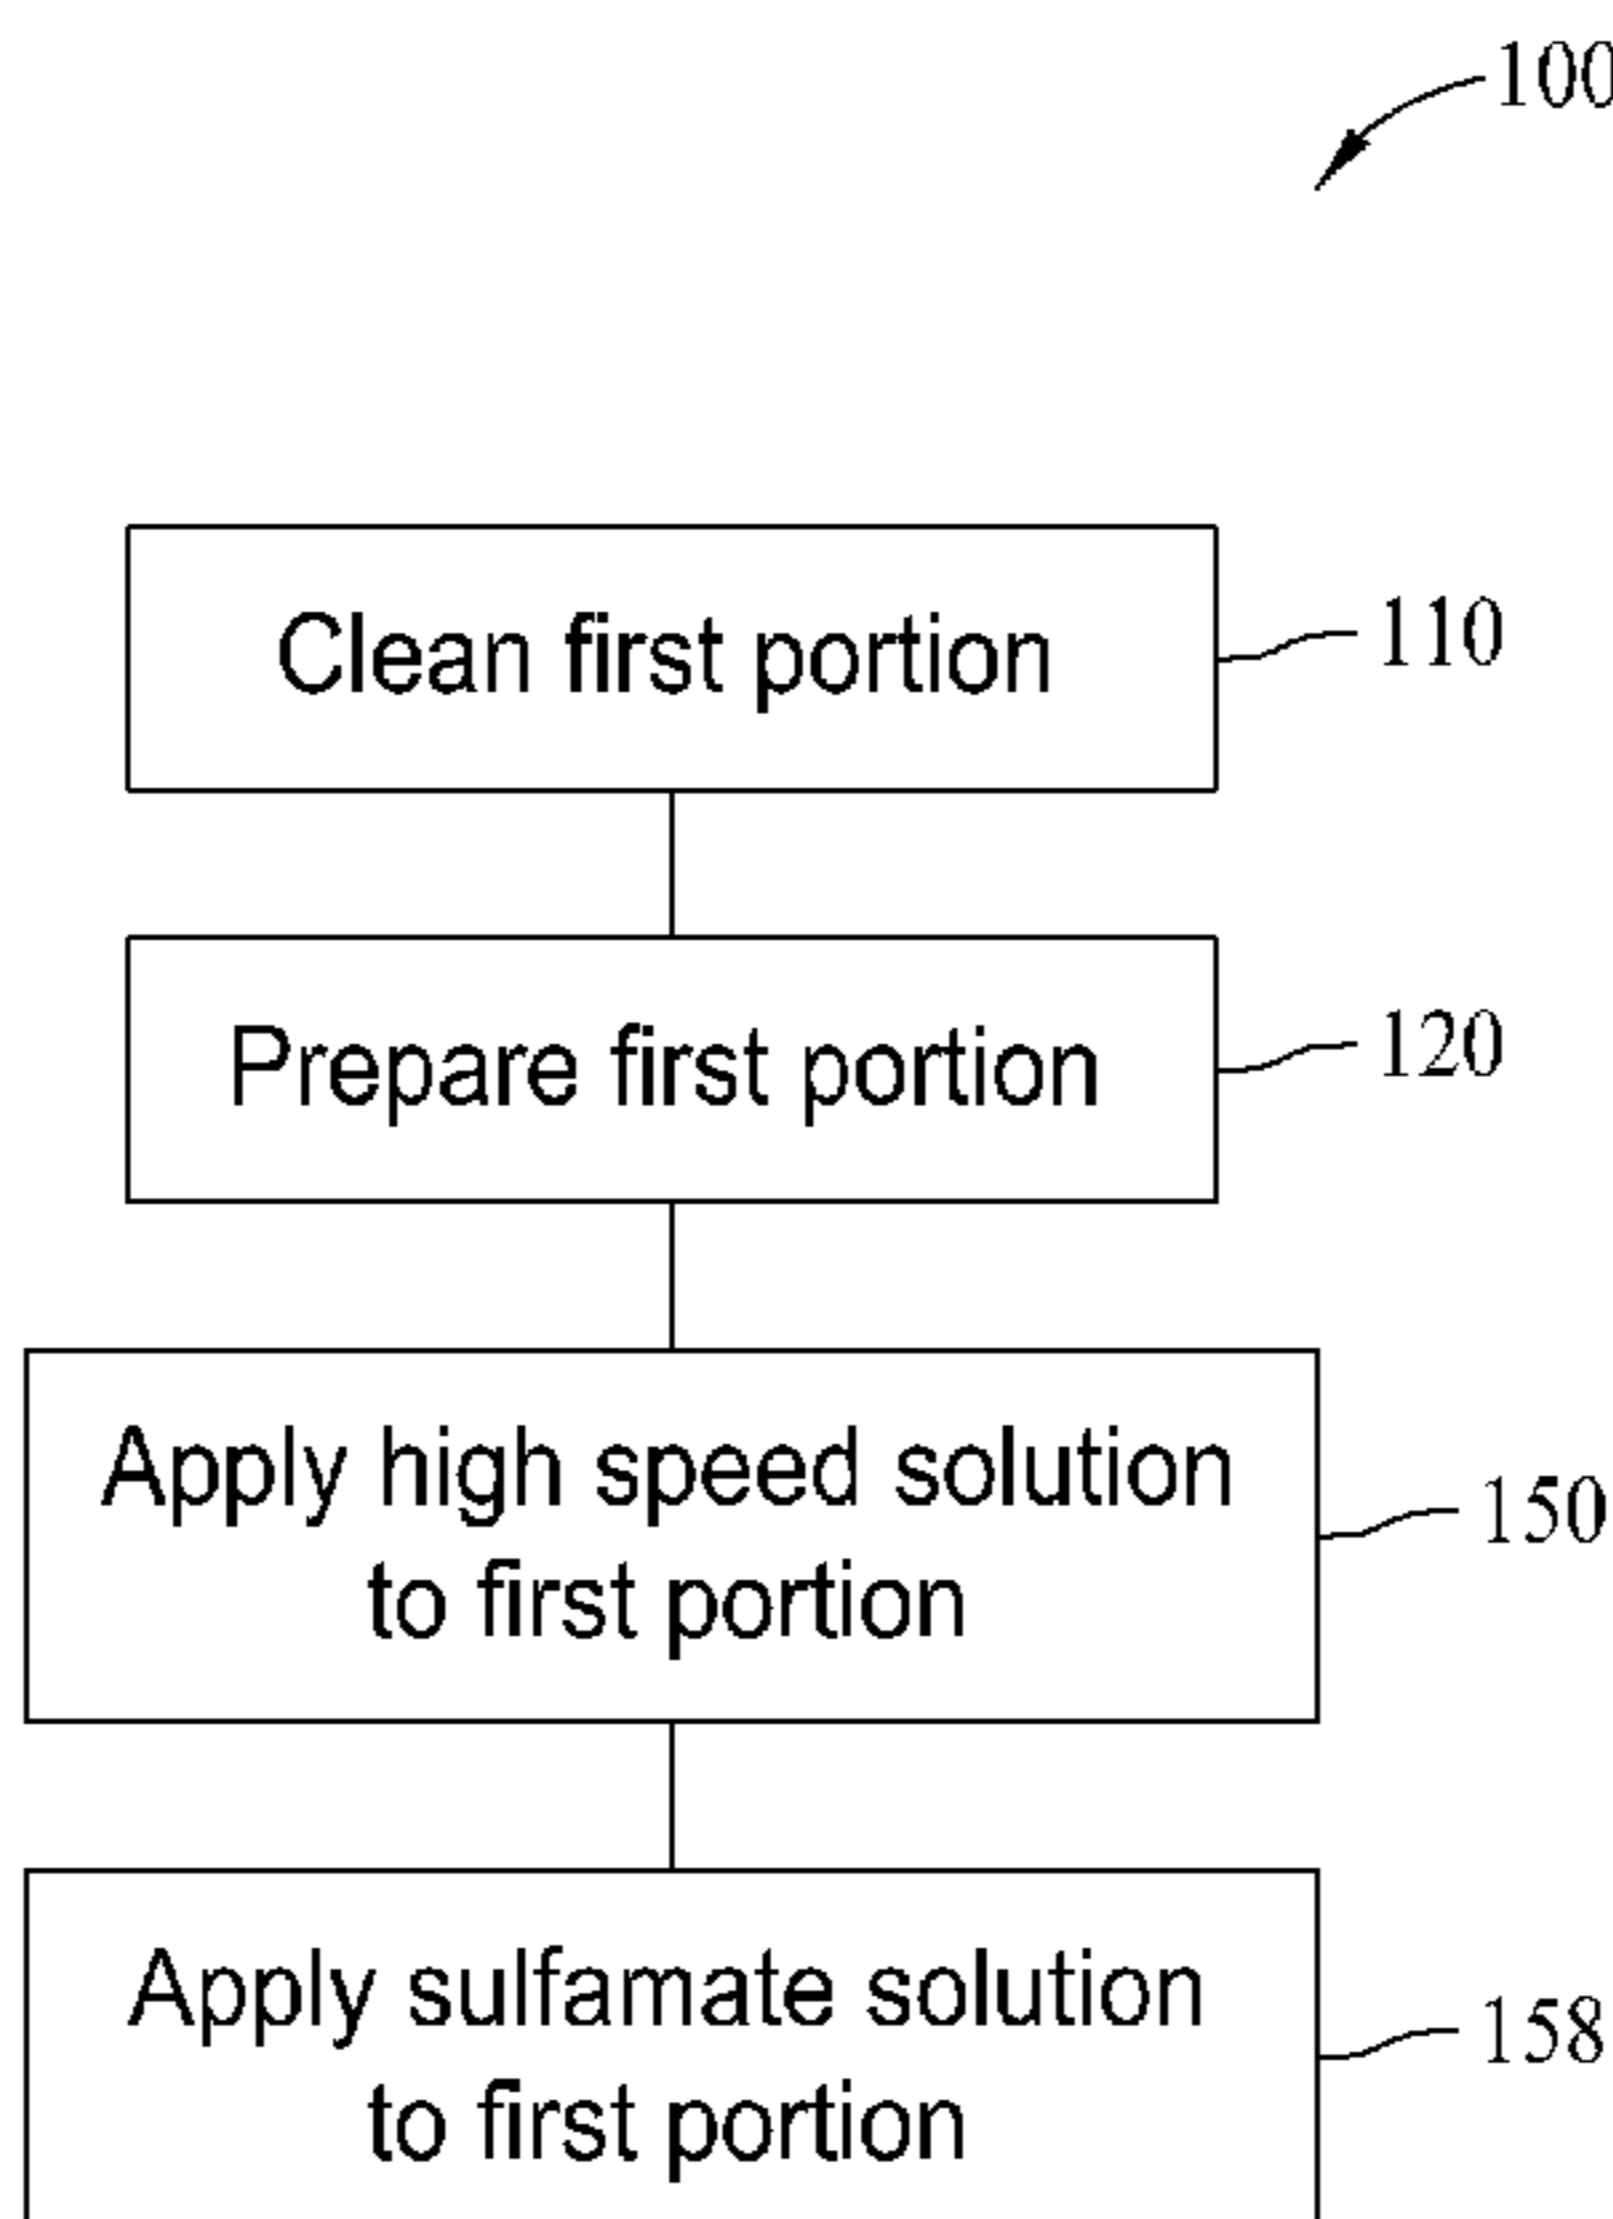 100
Clean first portion
110
Prepare first portion
120
Apply high speed solution
to first portion
150
Apply sulfamate solution
to first portion
158